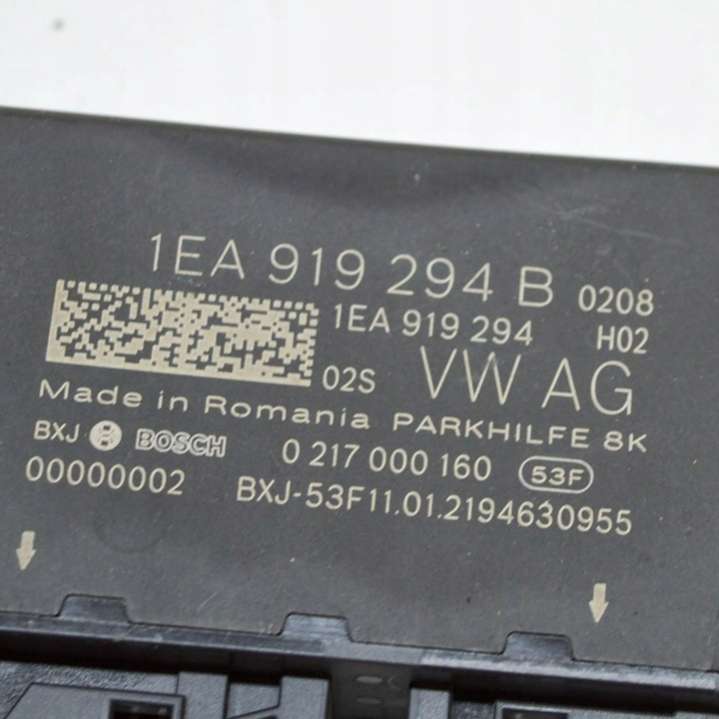 1EA 919 294 B 0208
1EA 919 294 H02
02S VW AG
Made in Romania PARKHILFE 8K
BXJ BOSCH 0 217 000 160 53F
00000002 BXJ-53F11.01.2194630955